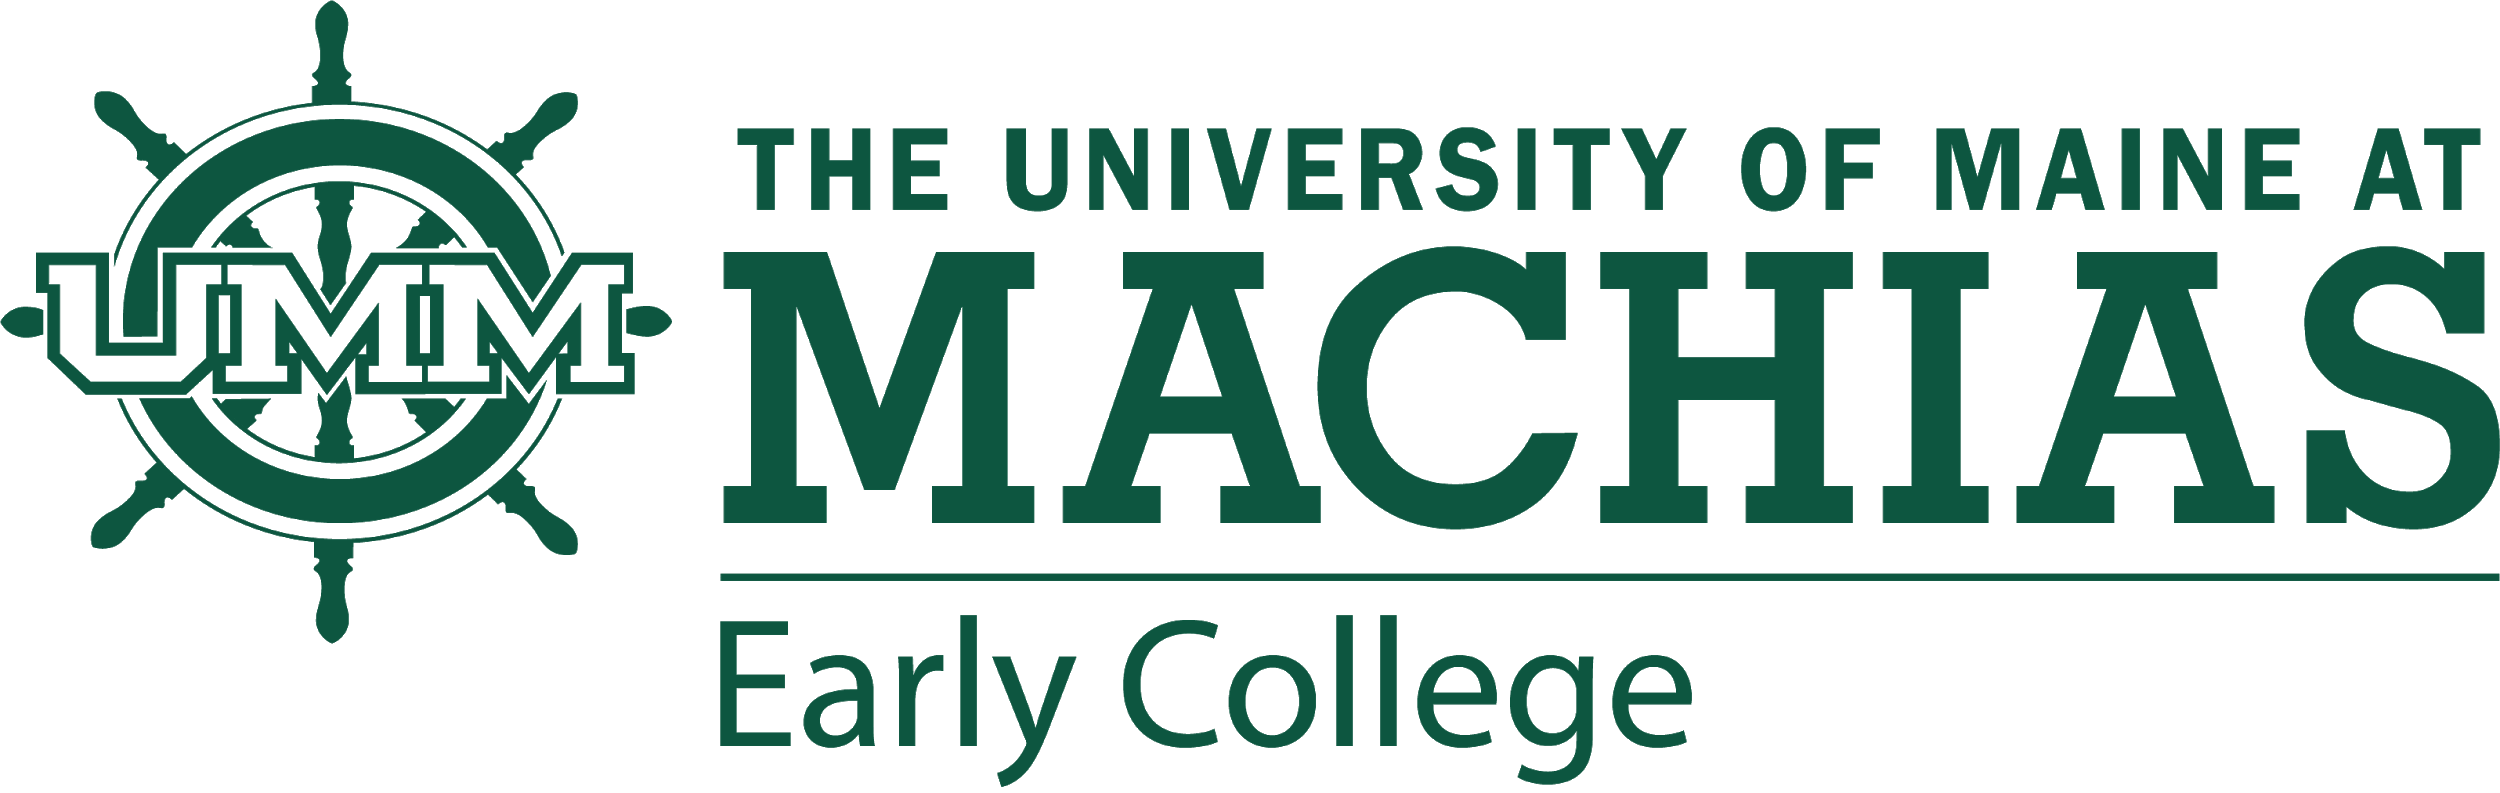 UMM
THE UNIVERSITY OF MAINE AT
MACHIAS
Early College